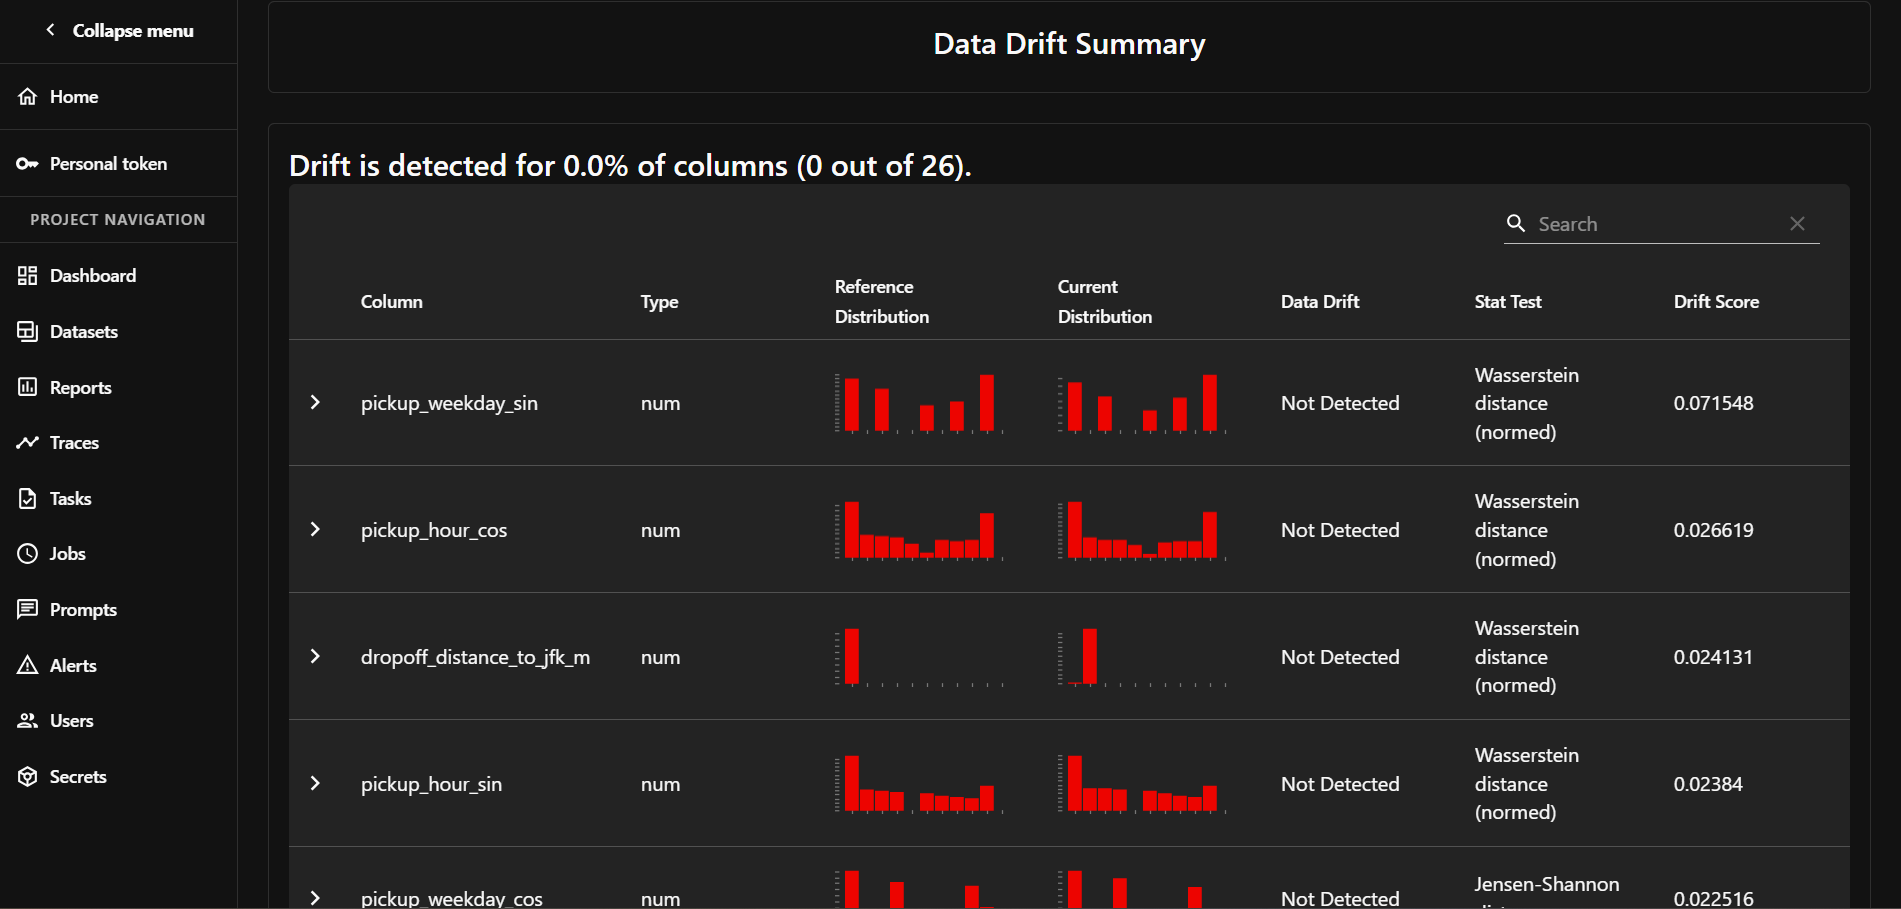 Collapse menu
Home
Personal token
PROJECT NAVIGATION
Dashboard
Datasets
Reports
Traces
Tasks
Jobs
Prompts
Alerts
Users
Secrets
Data Drift Summary
Drift is detected for 0.0% of columns (0 out of 26).
Search
Column
Type
Reference
Distribution
Current
Distribution
Data Drift
Stat Test
Drift Score
pickup_weekday_sin
num
Not Detected
Wasserstein
distance
(normed)
0.071548
pickup_hour_cos
num
Not Detected
Wasserstein
distance
(normed)
0.026619
dropoff_distance_to_jfk_m
num
Not Detected
Wasserstein
distance
(normed)
0.024131
pickup_hour_sin
num
Not Detected
Wasserstein
distance
(normed)
0.02384
pickup_weekday_cos
num
Not Detected
Jensen-Shannon
0.022516